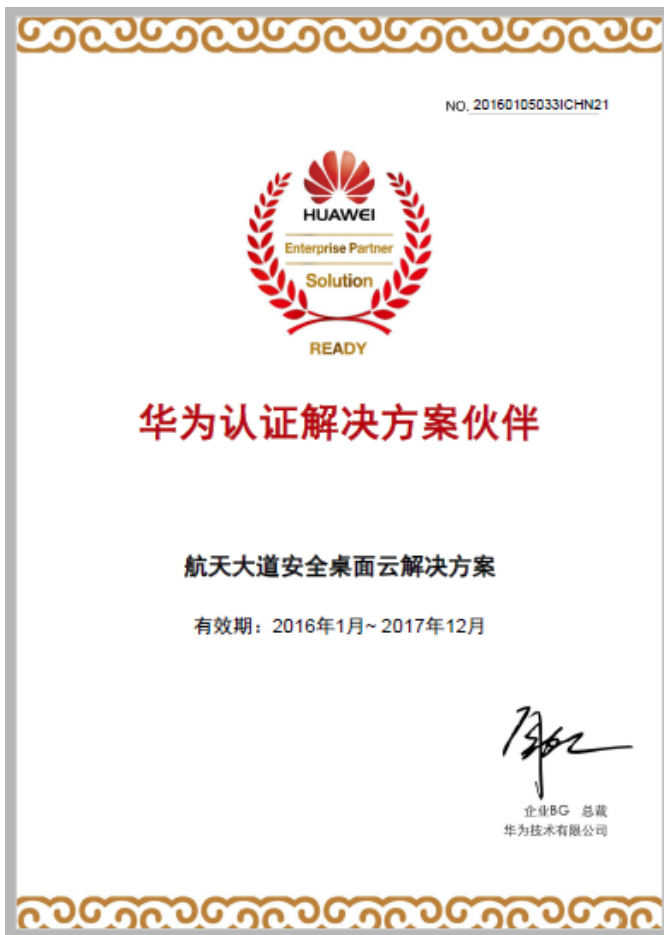 NO. 20160105033ICHN21
HUAWEI
Enterprise Partner
Solution
READY
华为认证解决方案伙伴
航天大道安全桌面云解决方案
有效期：2016年1月~ 2017年12月
企业BG 总裁
华为技术有限公司